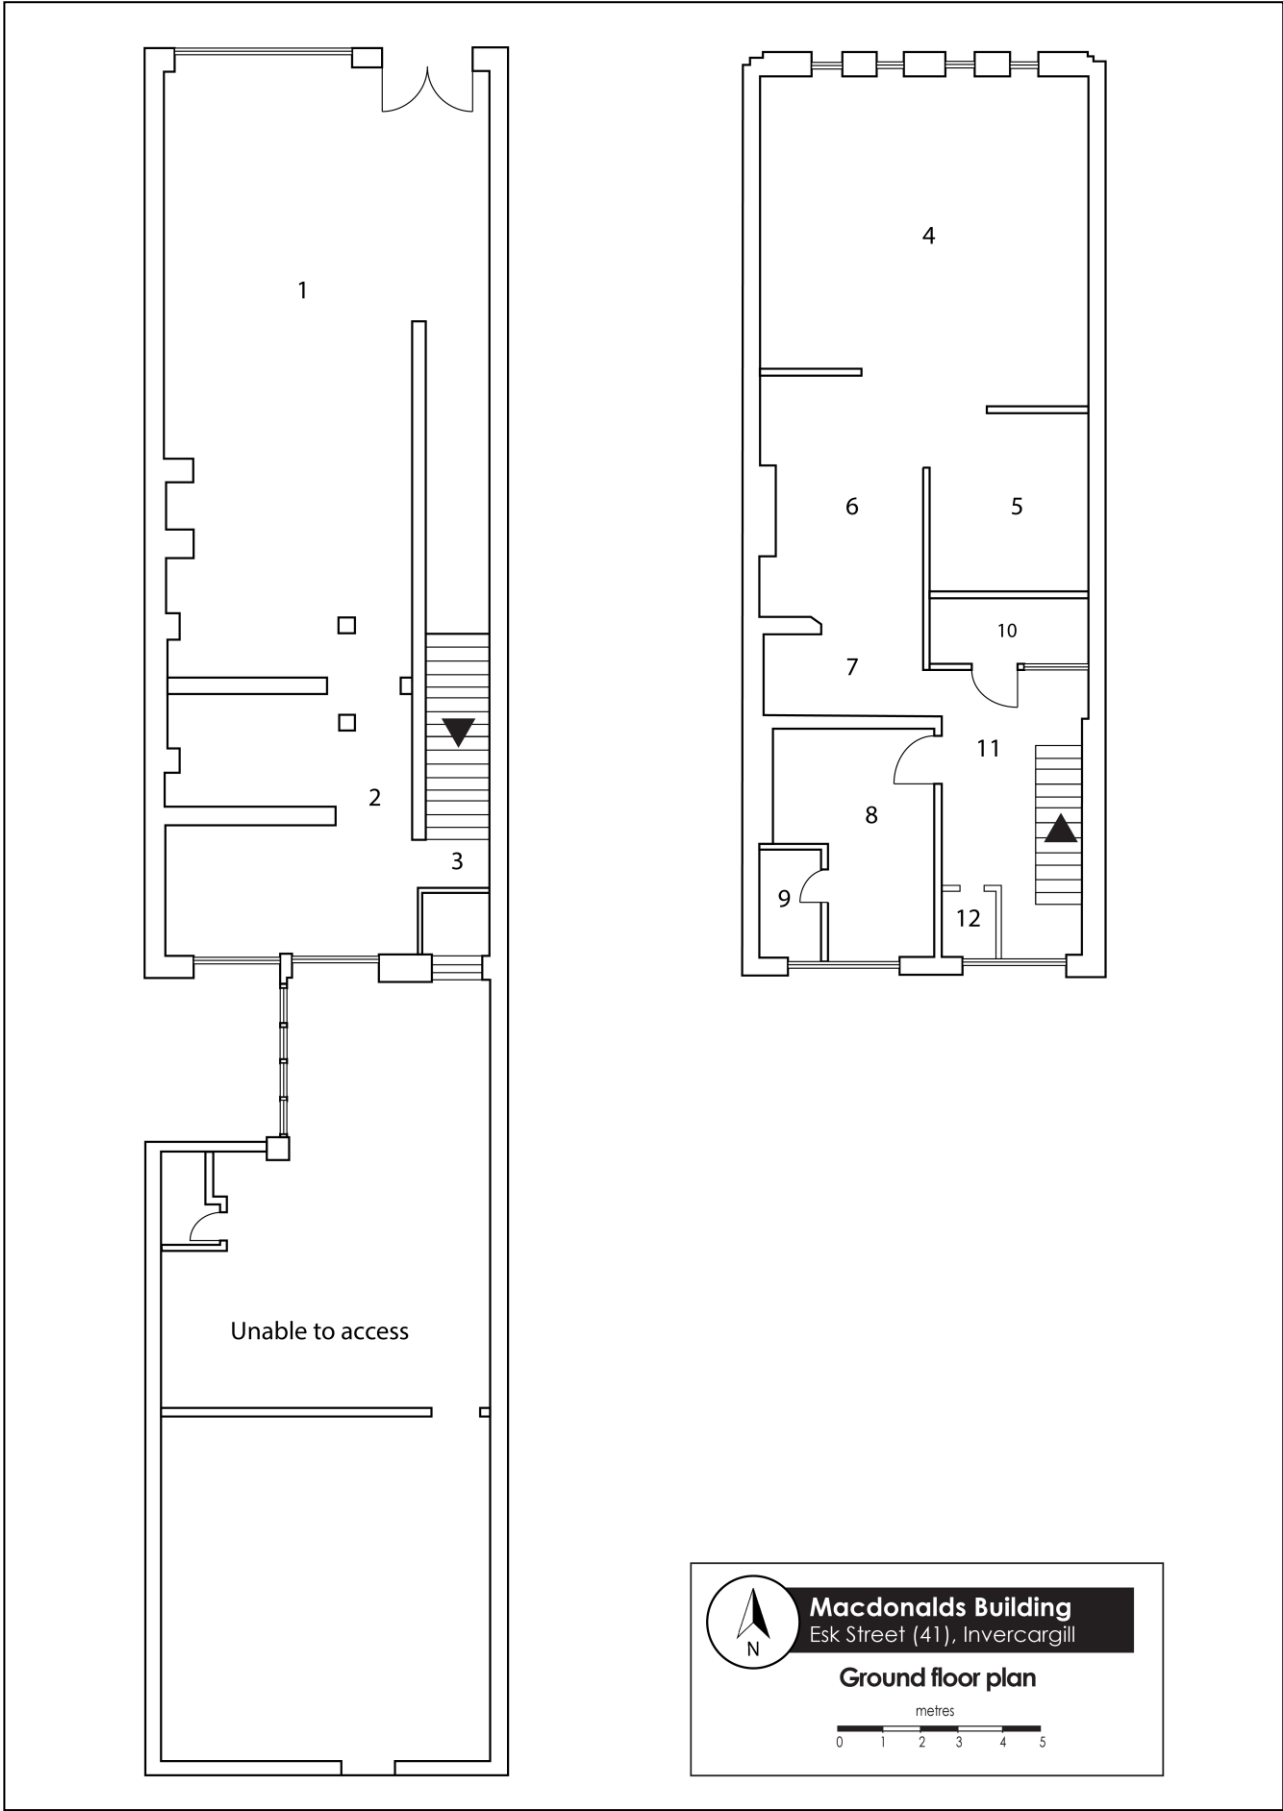 1
4
6
5
10
7
11
2
8
3
9
12
Unable to access
N
Macdonalds Building
Esk Street (41), Invercargill
Ground floor plan
metres
0 1 2 3 4 5